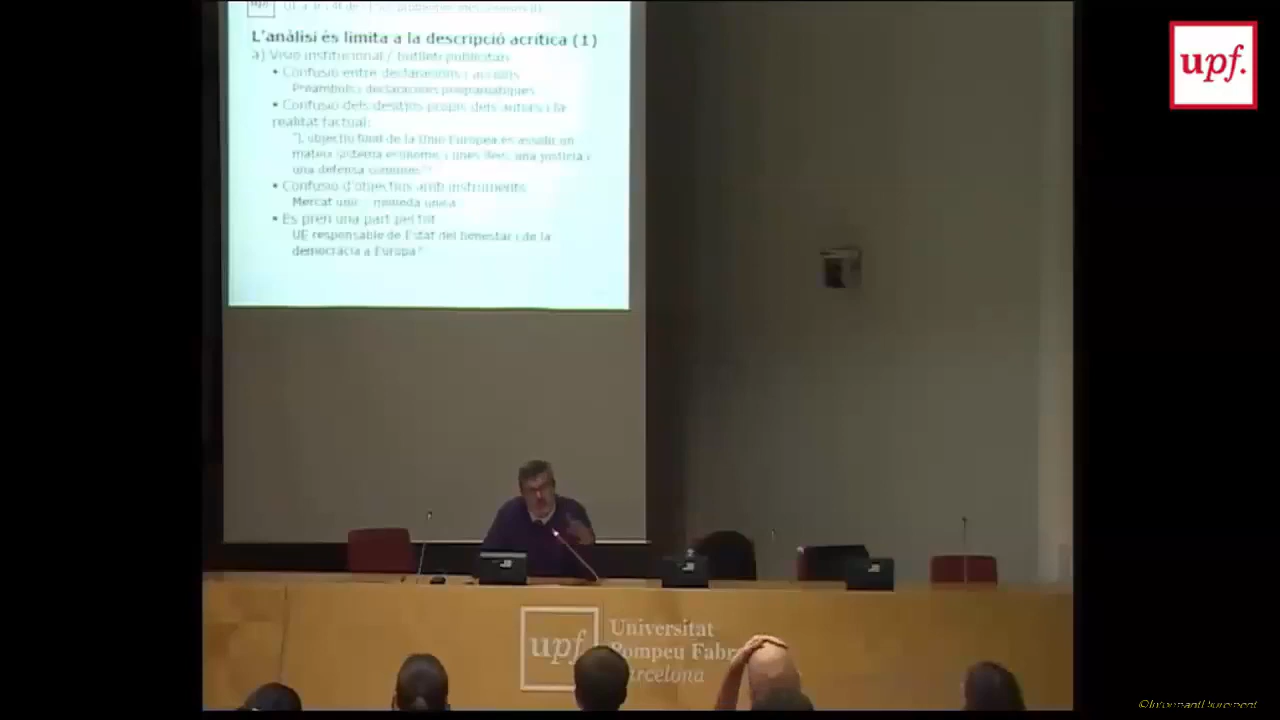 upf.
L'anàlisi és limita a la descripció acrítica (1)
a) Visió institucional / butlletí publicitari
• Confusió entre declaracions i accions
Preàmbuls i declaracions programàtiques
• Confusió dels desitjos propis dels autors i la
realitat factual:
"L'objectiu final de la Unió Europea és assolir un
mateix sistema econòmic i unes lleis, una justícia i
una defensa comunes"
• Confusió d'objectius amb instruments
Mercat únic - moneda única
• Es pren una part pel tot
UE responsable de l'Estat del benestar i de la
democràcia a Europa
upf
Universitat
Pompeu Fabra
Barcelona